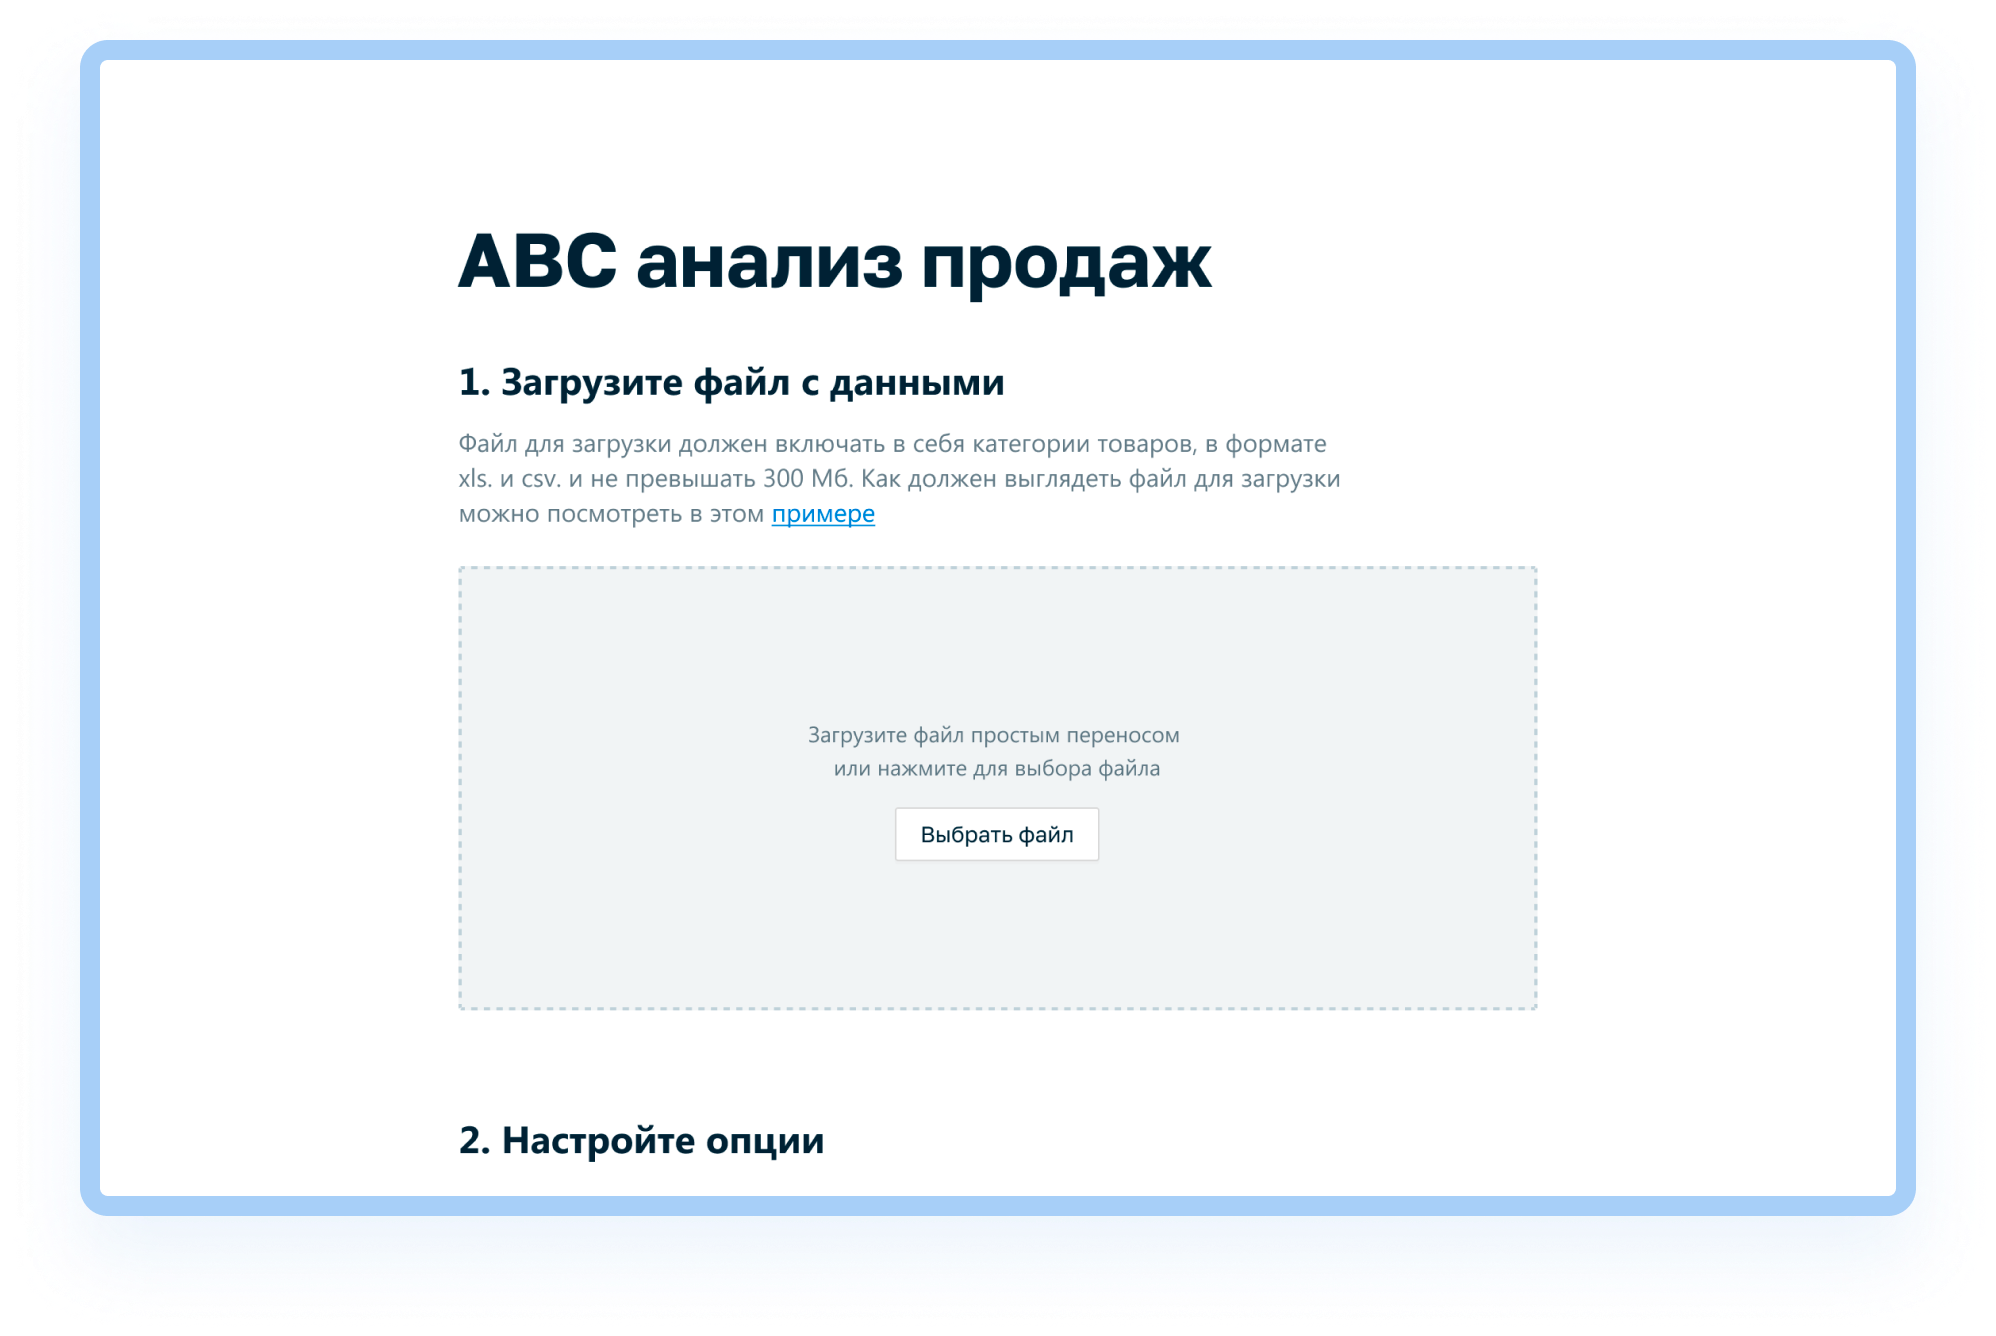 ABC анализ продаж
1. Загрузите файл с данными
Файл для загрузки должен включать в себя категории товаров, в формате
xls. и csv. и не превышать 300 Мб. Как должен выглядеть файл для загрузки
можно посмотреть в этом примере
Загрузите файл простым переносом
или нажмите для выбора файла
Выбрать файл
2. Настройте опции